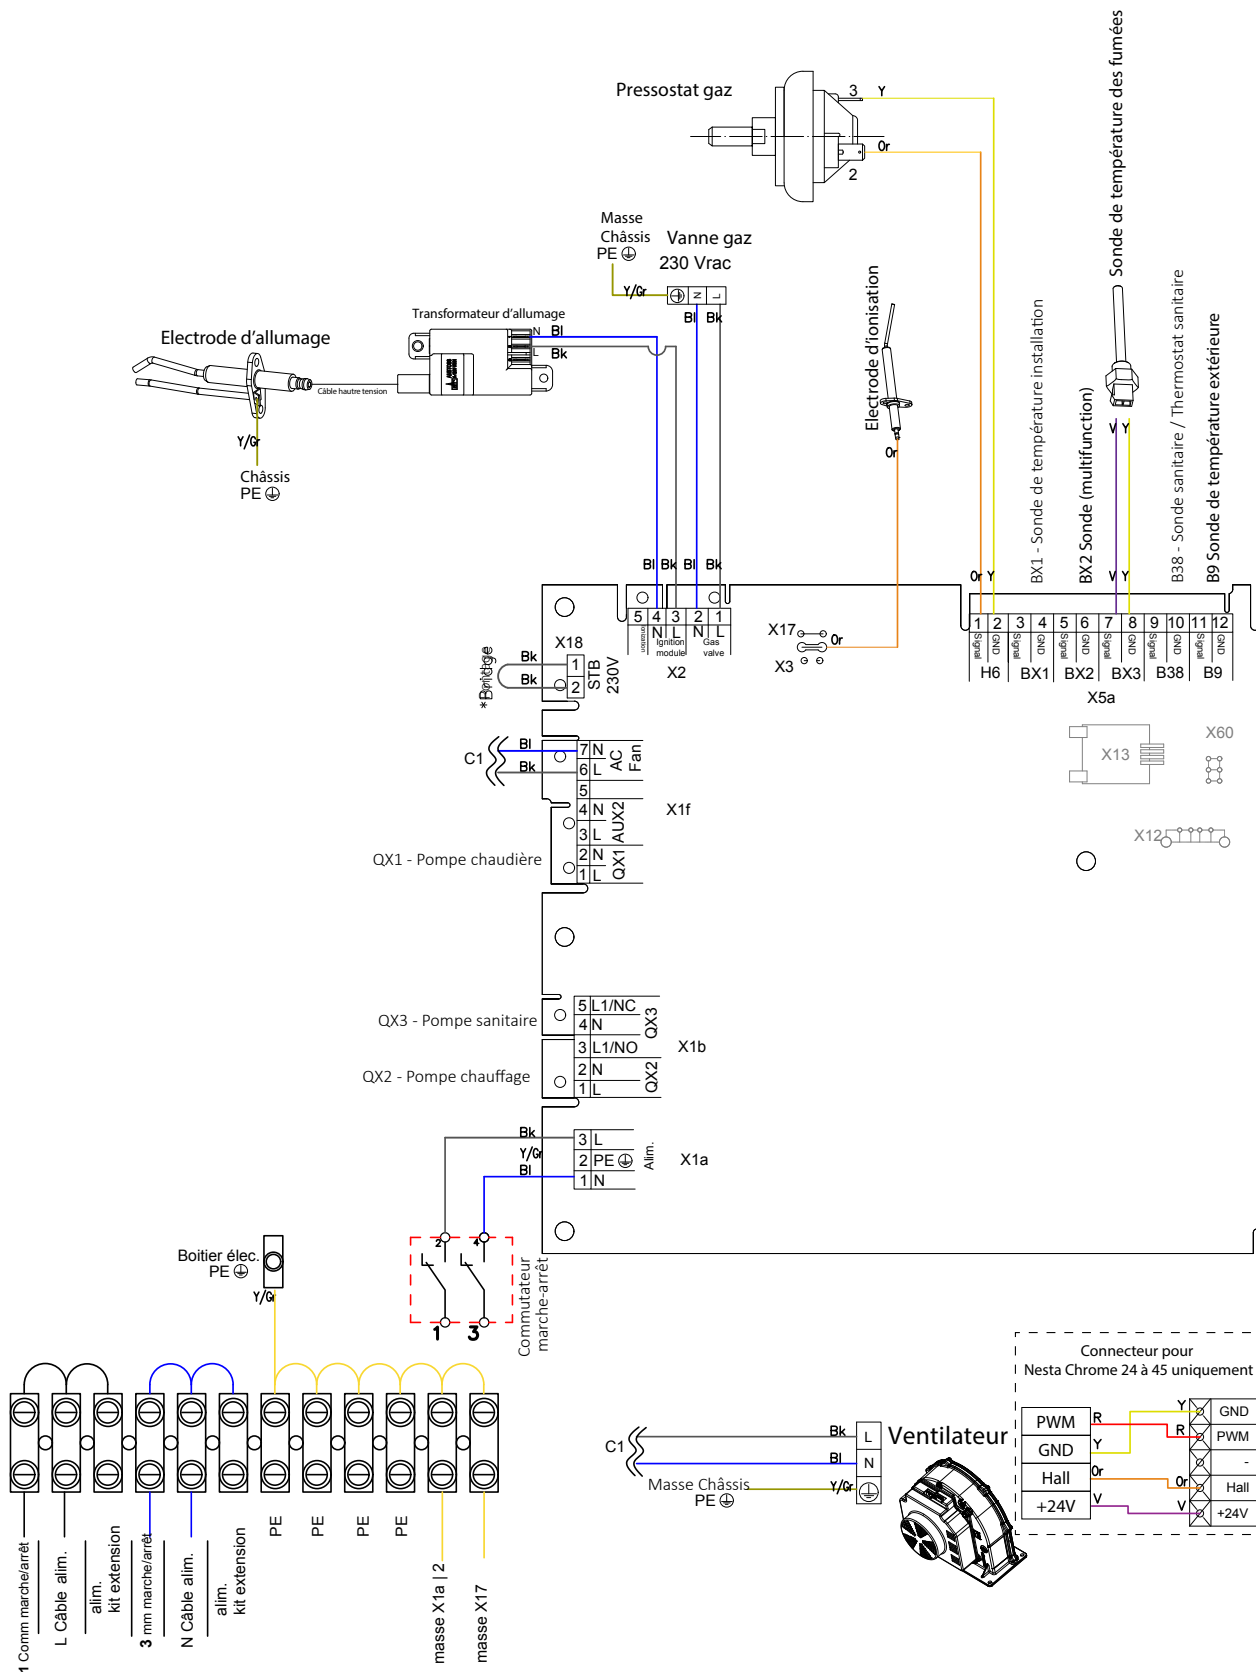 Pressostat gaz
3
Y
Or
2
Sonde de température des fumées
Masse
Châssis
PE
Vanne gaz
230 Vrac
Y/Gr
N
L
Bl
Bk
Electrode d'ionisation
Or
Transformateur d'allumage
N
Bl
L
Bk
Electrode d'allumage
Câble hautre tension
Y/Gr
Châssis
PE
BX1 - Sonde de température installation
BX2 Sonde (multifunction)
V
Y
B38 - Sonde sanitaire / Thermostat sanitaire
B9 Sonde de température extérieure
Bl
Bk
Bl
Bk
Or
Y
V
Y
5
4
3
2
1
N
L
N
L
Ionisation
Ignition
module
Gas
valve
X2
X17
Or
X3
1
2
3
4
5
6
7
8
9
10
11
12
Signal
GND
Signal
GND
Signal
GND
Signal
GND
Signal
GND
Signal
GND
H6
BX1
BX2
BX3
B38
B9
X5a
X18
Bk
1
Bk
2
STB
230V
X13
X60
X12
C1
Bl
7
N
Bk
6
L
AC
Fan
5
4
N
3
L
AUX2
X1f
QX1 - Pompe chaudière
2
N
1
L
QX1
QX3 - Pompe sanitaire
5
L1/NC
4
N
QX3
3
L1/NO
X1b
QX2 - Pompe chauffage
2
N
1
L
QX2
Bk
3
L
Y/Gr
2
PE
Alim.
X1a
Bl
1
N
2
4
1
3
Commutateur
marche-arrêt
Boitier élec.
PE
Y/Gr
1 Comm marche/arrêt
L Câble alim.
alim.
kit extension
3 mm marche/arrêt
N Câble alim.
alim.
kit extension
PE
PE
PE
PE
masse X1a | 2
masse X17
C1
Bk
L
Bl
N
Masse Châssis
PE
Y/Gr
Ventilateur
Connecteur pour
Nesta Chrome 24 à 45 uniquement
PWM
R
GND
Y
Hall
Or
+24V
V
Y
GND
R
PWM
-
Or
Hall
V
+24V